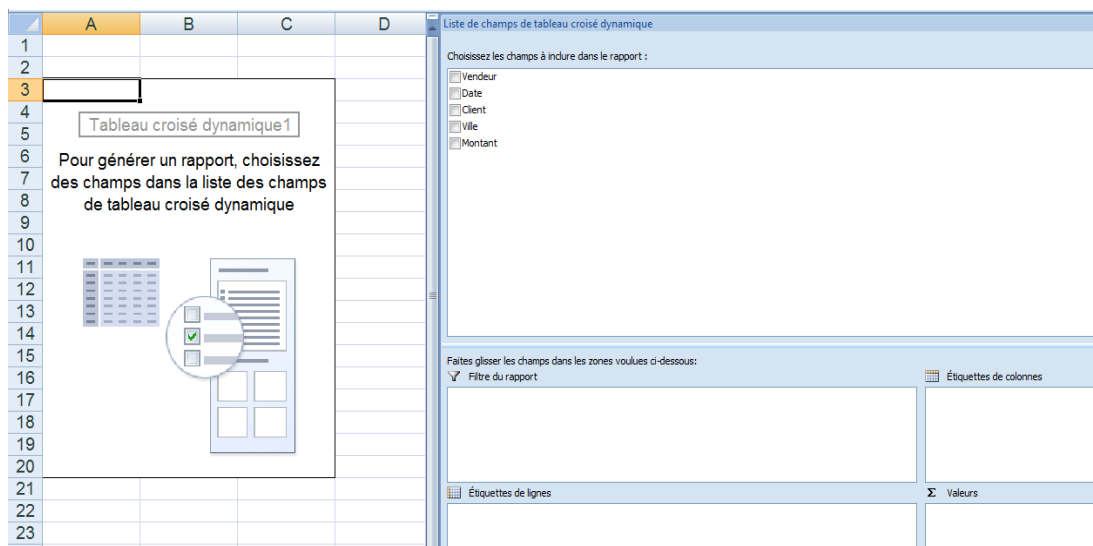 A B C D
Liste de champs de tableau croisé dynamique
1
2
3
4
5
6
7
8
9
10
11
12
13
14
15
16
17
18
19
20
21
22
23
Tableau croisé dynamique1
Pour générer un rapport, choisissez
des champs dans la liste des champs
de tableau croisé dynamique
Choisissez les champs à inclure dans le rapport :
Vendeur
Date
Client
Ville
Montant
Faites glisser les champs dans les zones voulues ci-dessous:
Filtre du rapport
Étiquettes de colonnes
Étiquettes de lignes
Σ Valeurs